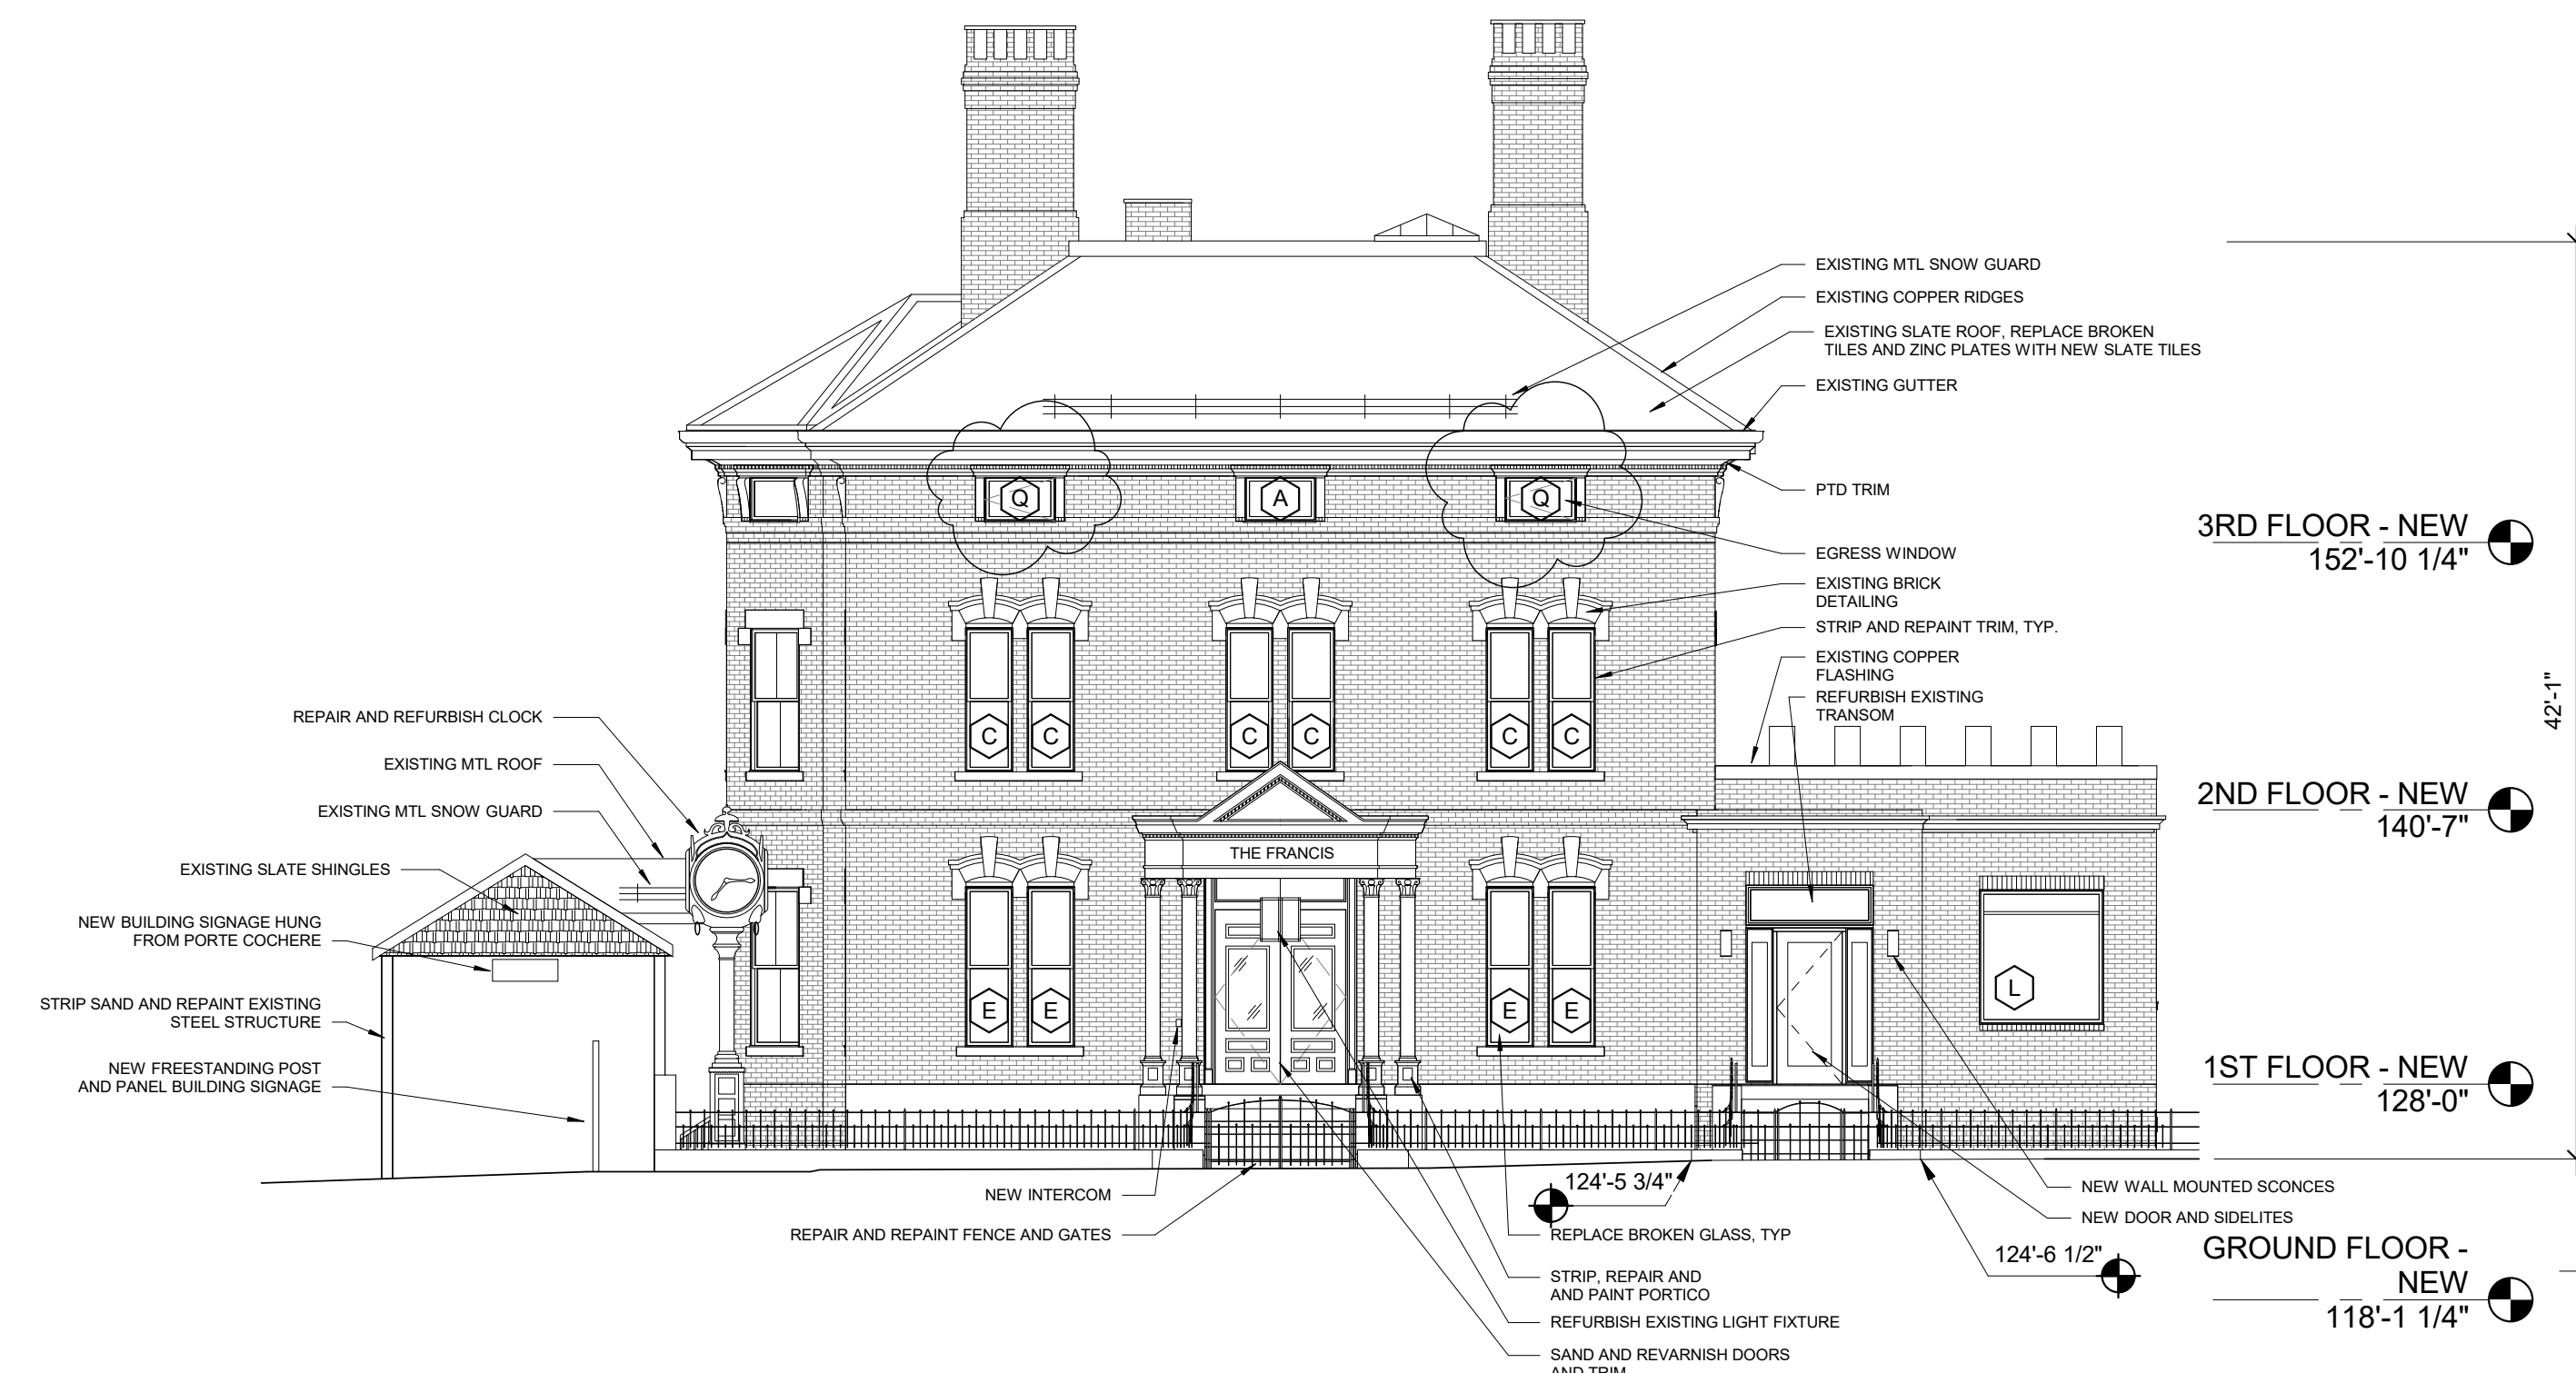 EXISTING MTL SNOW GUARD
EXISTING COPPER RIDGES
EXISTING SLATE ROOF, REPLACE BROKEN
TILES AND ZINC PLATES WITH NEW SLATE TILES
EXISTING GUTTER
Q
A
Q
PTD TRIM
3RD FLOOR - NEW
152'-10 1/4"
EGRESS WINDOW
EXISTING BRICK
DETAILING
STRIP AND REPAINT TRIM, TYP.
EXISTING COPPER
FLASHING
REFURBISH EXISTING
TRANSOM
42'-1"
C
C
C
C
C
C
REPAIR AND REFURBISH CLOCK
EXISTING MTL ROOF
EXISTING MTL SNOW GUARD
2ND FLOOR - NEW
140'-7"
THE FRANCIS
EXISTING SLATE SHINGLES
NEW BUILDING SIGNAGE HUNG
FROM PORTE COCHERE
STRIP SAND AND REPAINT EXISTING
STEEL STRUCTURE
NEW FREESTANDING POST
AND PANEL BUILDING SIGNAGE
E
E
E
E
L
1ST FLOOR - NEW
128'-0"
NEW INTERCOM
REPAIR AND REPAINT FENCE AND GATES
124'-5 3/4"
REPLACE BROKEN GLASS, TYP
STRIP, REPAIR AND
AND PAINT PORTICO
REFURBISH EXISTING LIGHT FIXTURE
SAND AND REVARNISH DOORS
AND TRIM
NEW WALL MOUNTED SCONCES
NEW DOOR AND SIDELITES
124'-6 1/2"
GROUND FLOOR -
NEW
118'-1 1/4"